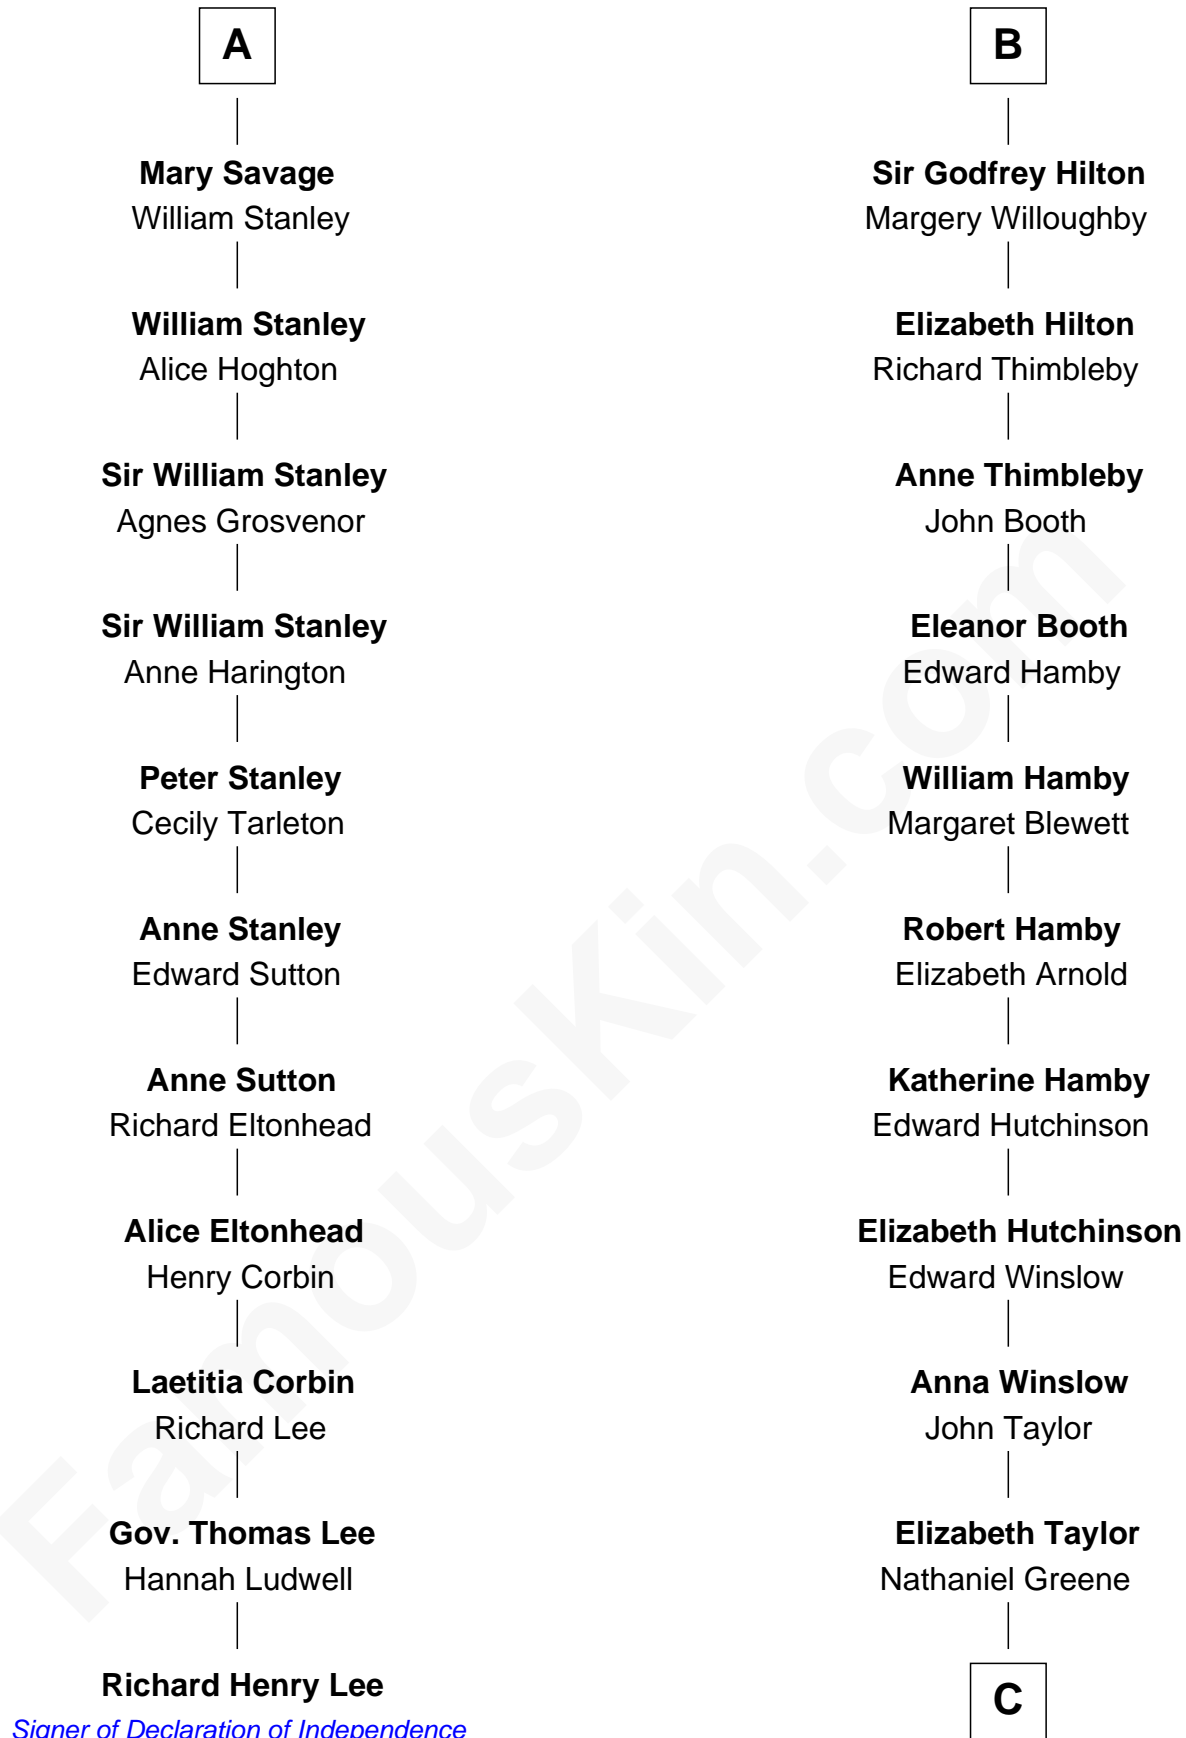 A
Mary Savage
William Stanley
William Stanley
Alice Hoghton
Sir William Stanley
Agnes Grosvenor
Sir William Stanley
Anne Harington
Peter Stanley
Cecily Tarleton
Anne Stanley
Edward Sutton
Anne Sutton
Richard Eltonhead
Alice Eltonhead
Henry Corbin
Laetitia Corbin
Richard Lee
Gov. Thomas Lee
Hannah Ludwell
Richard Henry Lee
Signer of Declaration of Independence
B
Sir Godfrey Hilton
Margery Willoughby
Elizabeth Hilton
Richard Thimbleby
Anne Thimbleby
John Booth
Eleanor Booth
Edward Hamby
William Hamby
Margaret Blewett
Robert Hamby
Elizabeth Arnold
Katherine Hamby
Edward Hutchinson
Elizabeth Hutchinson
Edward Winslow
Anna Winslow
John Taylor
Elizabeth Taylor
Nathaniel Greene
C
FamousKin.com